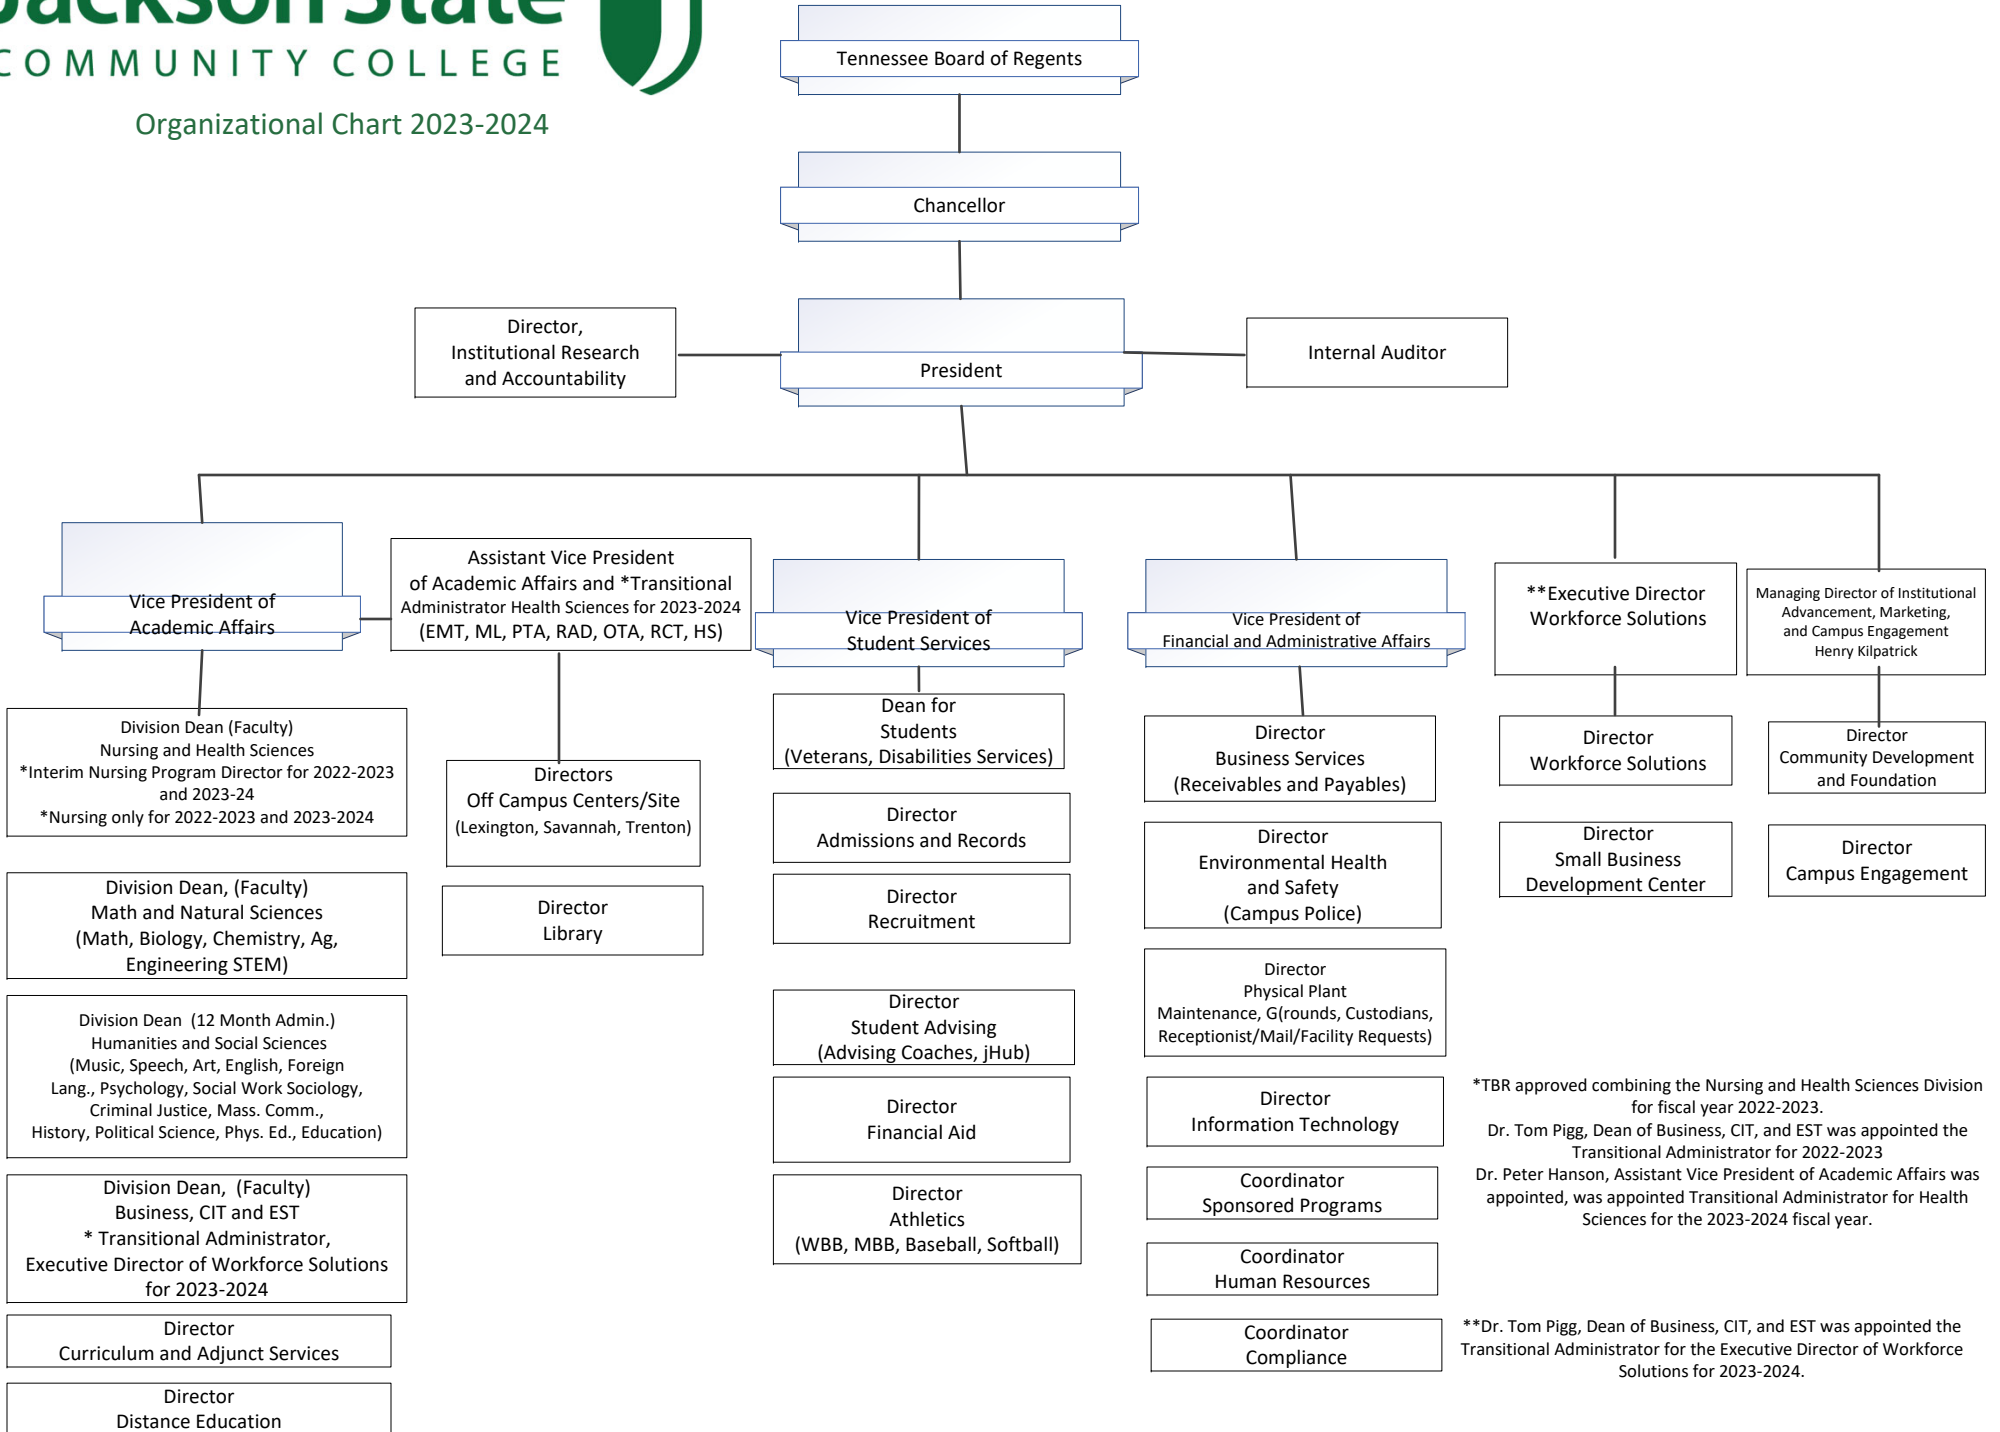 Jackson State
COMMUNITY COLLEGE
Organizational Chart 2023-2024
Tennessee Board of Regents
Chancellor
Director,
Institutional Research
and Accountability
President
Internal Auditor
Vice President of
Academic Affairs
Assistant Vice President
of Academic Affairs and *Transitional
Administrator Health Sciences for 2023-2024
(EMT, ML, PTA, RAD, OTA, RCT, HS)
Vice President of
Student Services
Vice President of
Financial and Administrative Affairs
**Executive Director
Workforce Solutions
Managing Director of Institutional
Advancement, Marketing,
and Campus Engagement
Henry Kilpatrick
Division Dean (Faculty)
Nursing and Health Sciences
*Interim Nursing Program Director for 2022-2023
and 2023-24
*Nursing only for 2022-2023 and 2023-2024
Division Dean, (Faculty)
Math and Natural Sciences
(Math, Biology, Chemistry, Ag,
Engineering STEM)
Division Dean (12 Month Admin.)
Humanities and Social Sciences
(Music, Speech, Art, English, Foreign
Lang., Psychology, Social Work Sociology,
Criminal Justice, Mass. Comm.,
History, Political Science, Phys. Ed., Education)
Division Dean, (Faculty)
Business, CIT and EST
* Transitional Administrator,
Executive Director of Workforce Solutions
for 2023-2024
Director
Curriculum and Adjunct Services
Director
Distance Education
Directors
Off Campus Centers/Site
(Lexington, Savannah, Trenton)
Director
Library
Dean for
Students
(Veterans, Disabilities Services)
Director
Admissions and Records
Director
Recruitment
Director
Student Advising
(Advising Coaches, jHub)
Director
Financial Aid
Director
Athletics
(WBB, MBB, Baseball, Softball)
Director
Business Services
(Receivables and Payables)
Director
Environmental Health
and Safety
(Campus Police)
Director
Physical Plant
Maintenance, G(rounds, Custodians,
Receptionist/Mail/Facility Requests)
Director
Information Technology
Coordinator
Sponsored Programs
Coordinator
Human Resources
Coordinator
Compliance
Director
Workforce Solutions
Director
Small Business
Development Center
Director
Community Development
and Foundation
Director
Campus Engagement
*TBR approved combining the Nursing and Health Sciences Division
for fiscal year 2022-2023.
Dr. Tom Pigg, Dean of Business, CIT, and EST was appointed the
Transitional Administrator for 2022-2023
Dr. Peter Hanson, Assistant Vice President of Academic Affairs was
appointed, was appointed Transitional Administrator for Health
Sciences for the 2023-2024 fiscal year.
**Dr. Tom Pigg, Dean of Business, CIT, and EST was appointed the
Transitional Administrator for the Executive Director of Workforce
Solutions for 2023-2024.